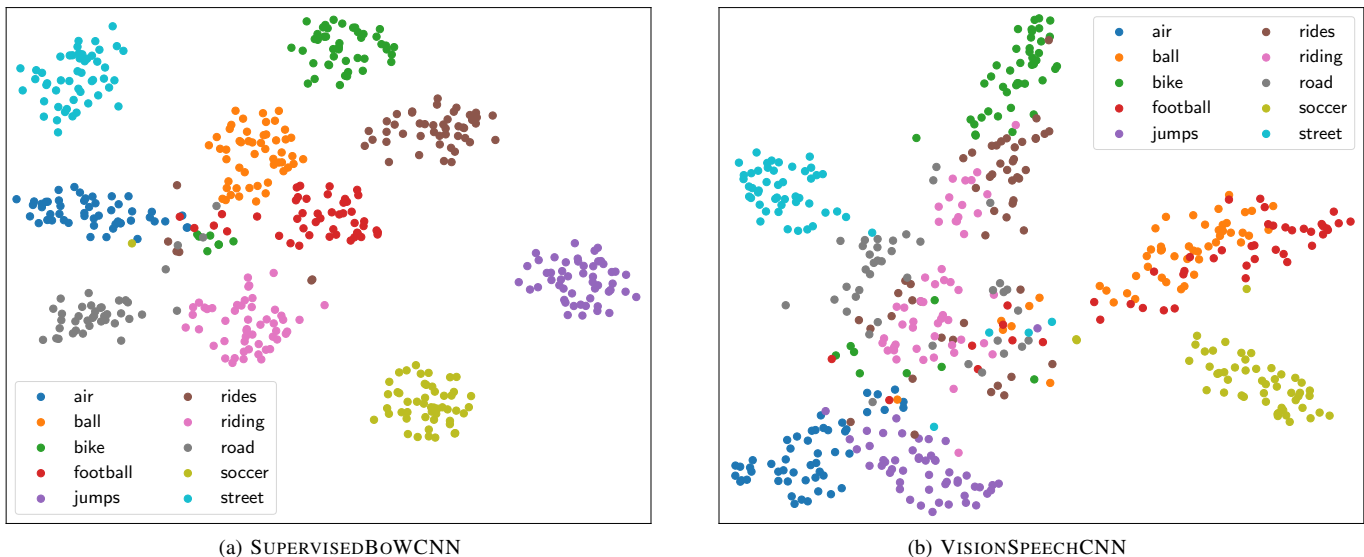 air
ball
bike
football
jumps
rides
riding
road
soccer
street
(a) SUPERVISEDBOWCNN
air
ball
bike
football
jumps
rides
riding
road
soccer
street
(b) VISIONSPEECHCNN